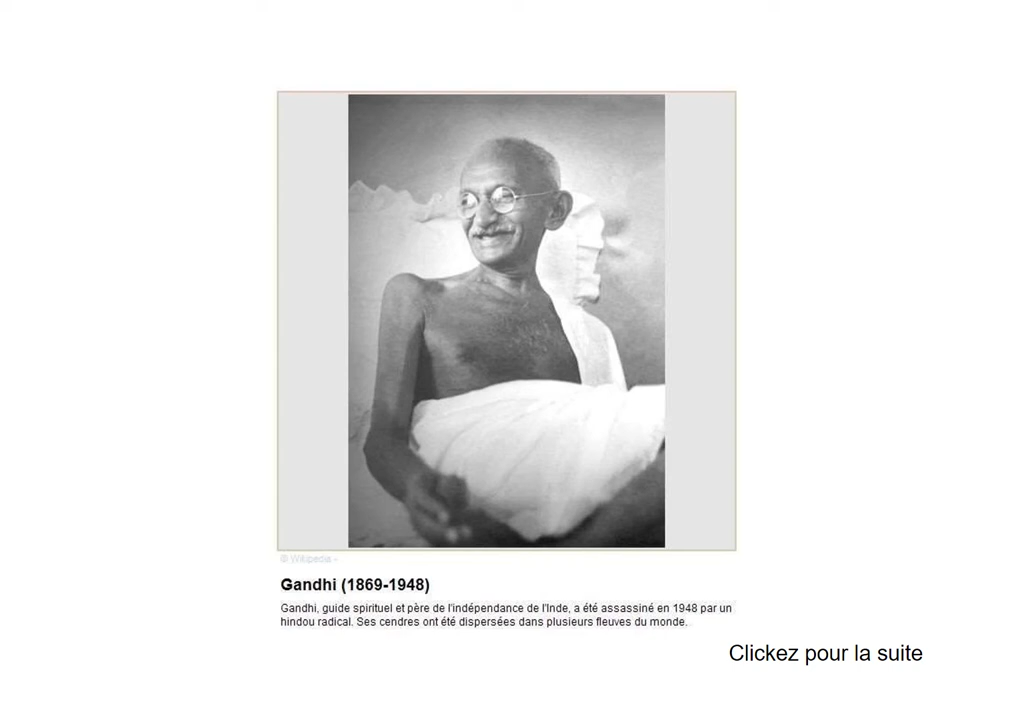 © Wikipedia -
Gandhi (1869-1948)
Gandhi, guide spirituel et père de l'indépendance de l'Inde, a été assassiné en 1948 par un
hindou radical. Ses cendres ont été dispersées dans plusieurs fleuves du monde.
Clickez pour la suite